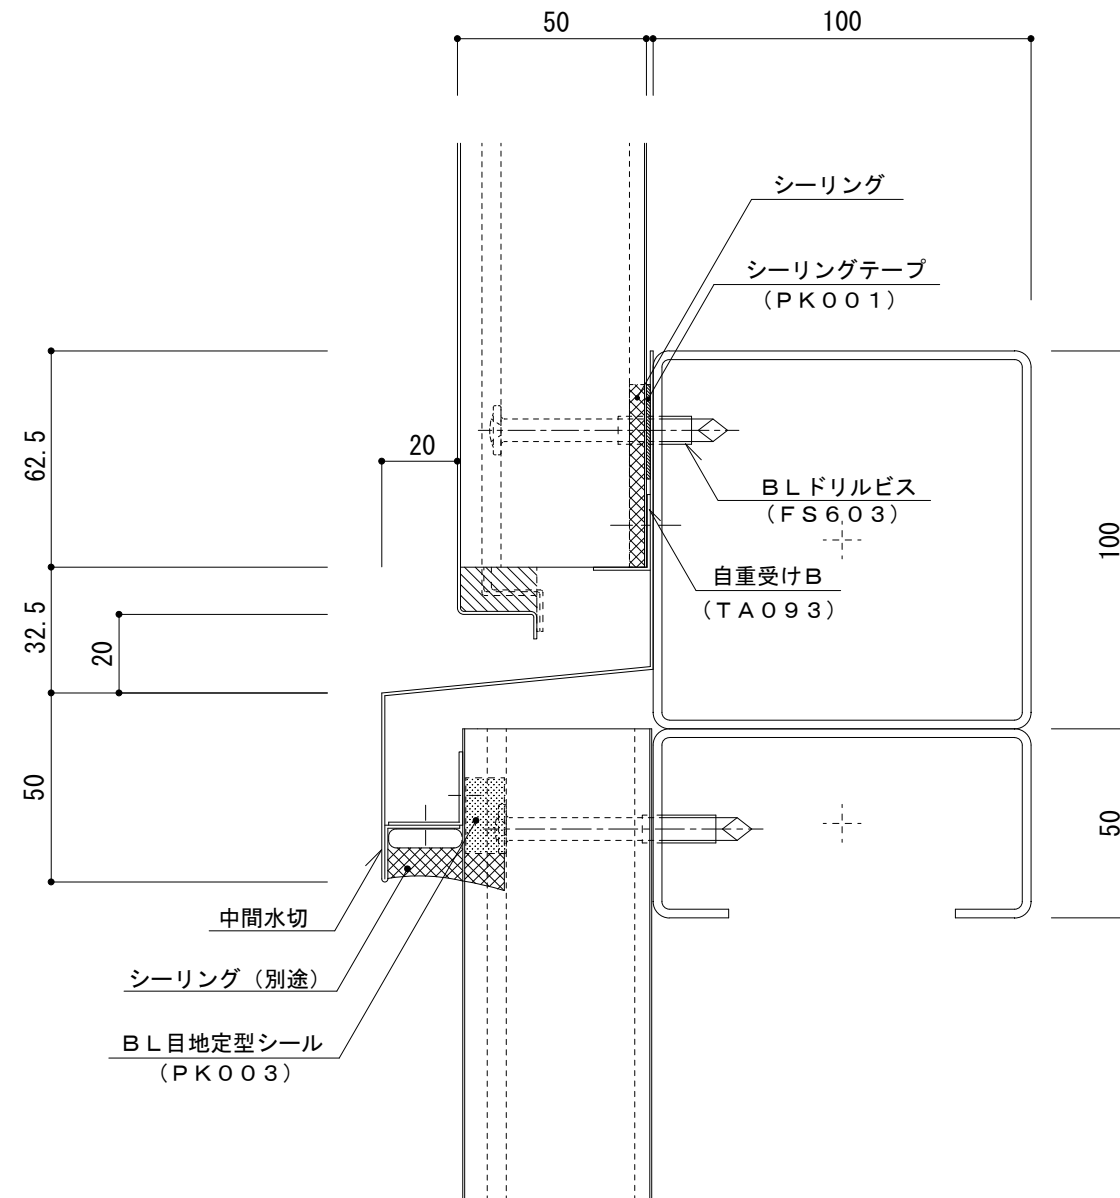 50
100
シーリング
シーリングテープ
(PK001)
62.5
20
BLドリルビス
(FS603)
100
自重受けB
(TA093)
32.5
20
50
50
中間水切
シーリング(別途)
BL目地定型シール
(PK003)